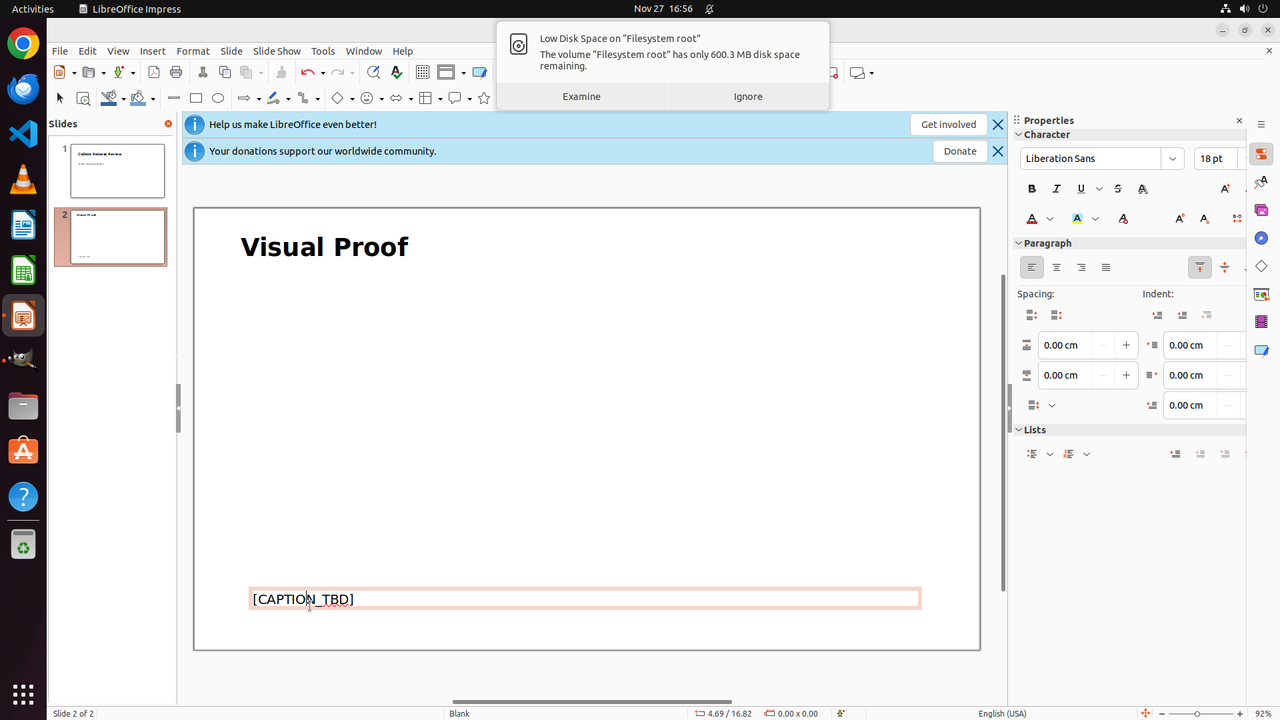 Activities
LibreOffice Impress
Nov 27 16:56
Low Disk Space on “Filesystem root”
The volume “Filesystem root” has only 600.3 MB disk space
remaining.
Examine
Ignore
File Edit View Insert Format Slide Slide Show Tools Window Help
Slides
Help us make LibreOffice even better!
Get involved
Your donations support our worldwide community.
Donate
1
2
Visual Proof
Visual Proof
[CAPTION_TBD]
Properties
Character
Liberation Sans
18 pt
Paragraph
Spacing:
Indent:
0.00 cm
0.00 cm
0.00 cm
0.00 cm
0.00 cm
Lists
Slide 2 of 2
Blank
4.69 / 16.82
0.00 x 0.00
English (USA)
92%